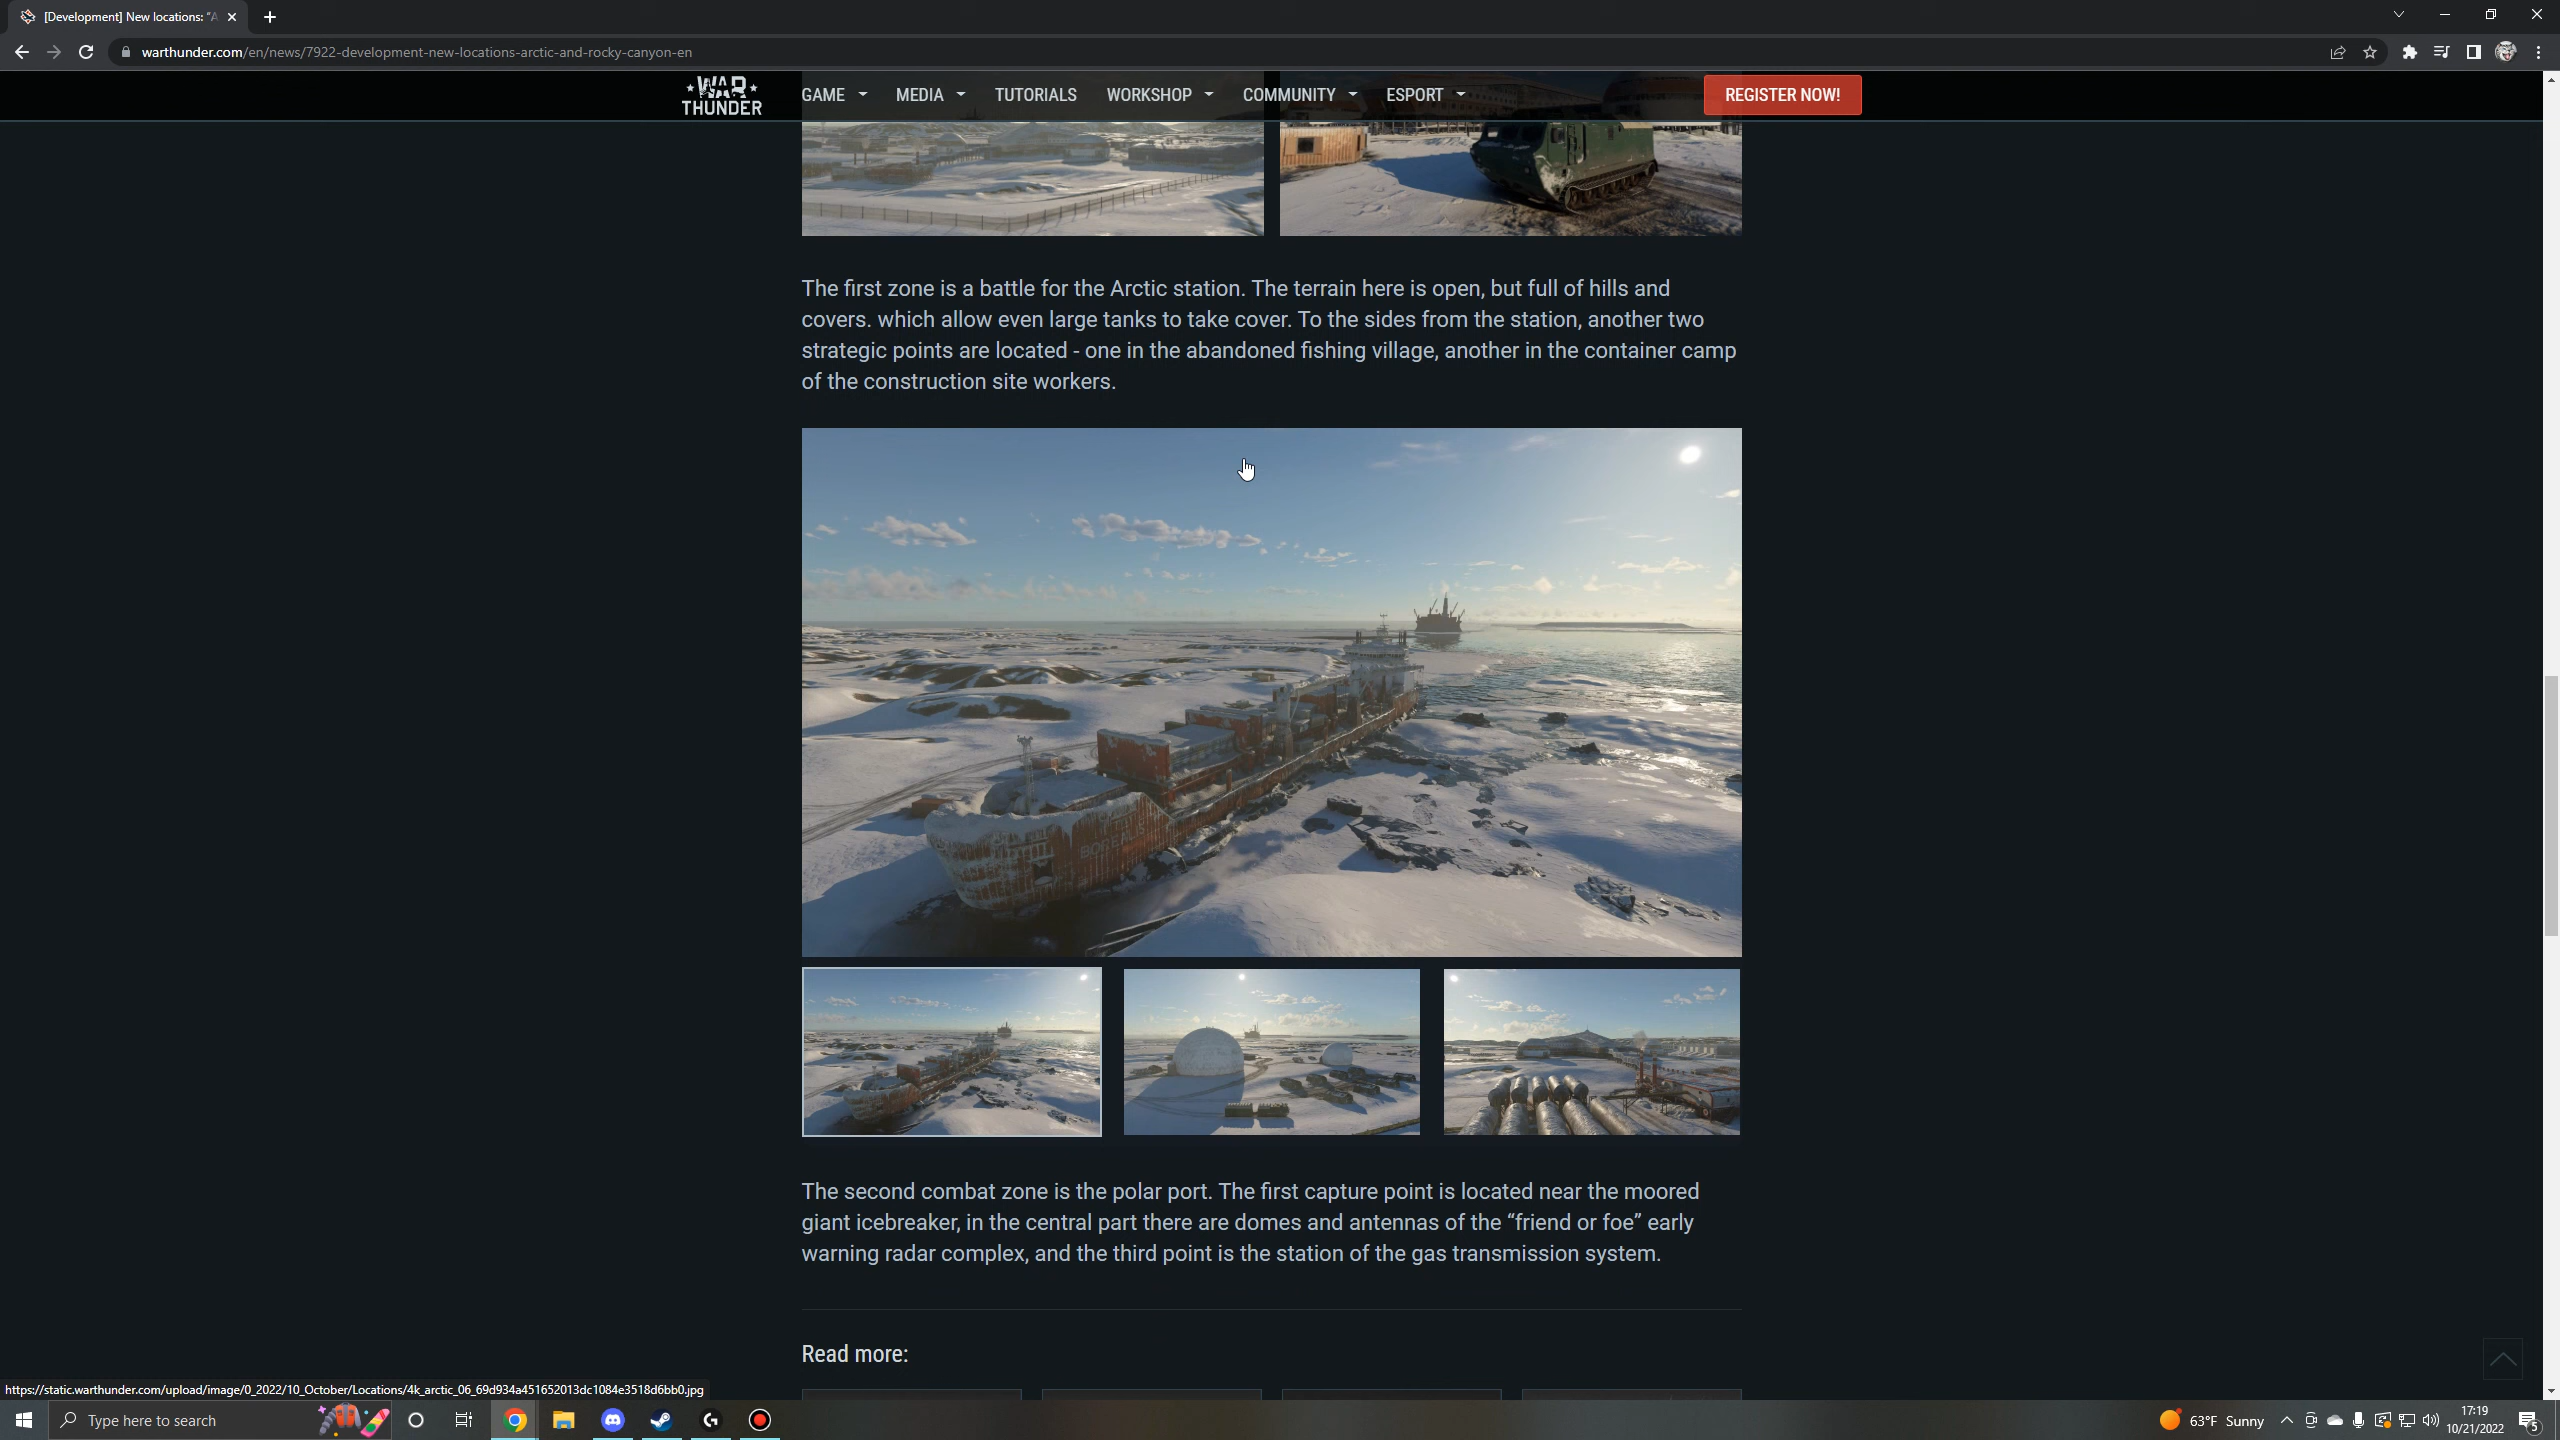 [Development] New locations: "A
warthunder.com/en/news/7922-development-new-locations-arctic-and-rocky-canyon-en
WAR
THUNDER
GAME
MEDIA
TUTORIALS
WORKSHOP
COMMUNITY
ESPORT
REGISTER NOW!
The first zone is a battle for the Arctic station. The terrain here is open, but full of hills and
covers. which allow even large tanks to take cover. To the sides from the station, another two
strategic points are located - one in the abandoned fishing village, another in the container camp
of the construction site workers.
BOREALIS
The second combat zone is the polar port. The first capture point is located near the moored
giant icebreaker, in the central part there are domes and antennas of the “friend or foe” early
warning radar complex, and the third point is the station of the gas transmission system.
Read more:
https://static.warthunder.com/upload/image/0_2022/10_October/Locations/4k_arctic_06_69d934a451652013dc1084e3518d6bb0.jpg
Type here to search
63°F Sunny
17:19
10/21/2022
5